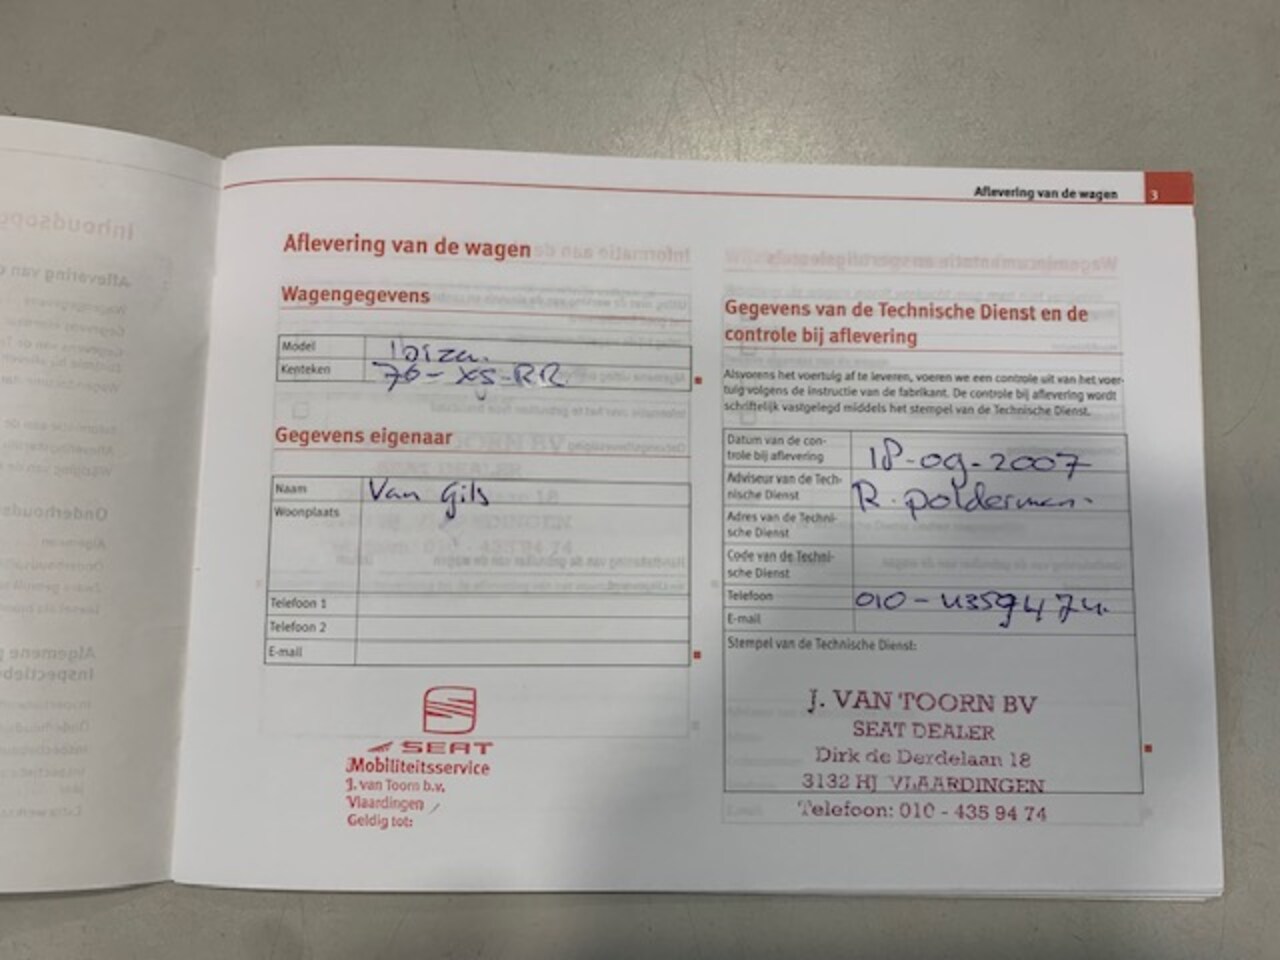 Aflevering van de wagen 3
Aflevering van de wagen
Wagengegevens
Model Ibiza.
Kenteken 76-XS-RR
Gegevens eigenaar
Naam Van Gils
Woonplaats
Telefoon 1
Telefoon 2
E-mail
SEAT
Mobiliteitsservice
J. van Toorn b.v.
Vlaardingen
Geldig tot:
Gegevens van de Technische Dienst en de
controle bij aflevering
Alvorens het voertuig af te leveren, voeren we een controle uit van het voer-
tuig volgens de instructie van de fabrikant. De controle bij aflevering wordt
schriftelijk vastgelegd middels het stempel van de Technische Dienst.
Datum van de con-
trole bij aflevering 18-09-2007
Adviseur van de Tech-
nische Dienst R. polderman.
Adres van de Techni-
sche Dienst
Code van de Techni-
sche Dienst
Telefoon 010-4359474
E-mail
Stempel van de Technische Dienst:
J. VAN TOORN BV
SEAT DEALER
Dirk de Derdelaan 18
3132 HJ VLAARDINGEN
Telefoon: 010 - 435 94 74